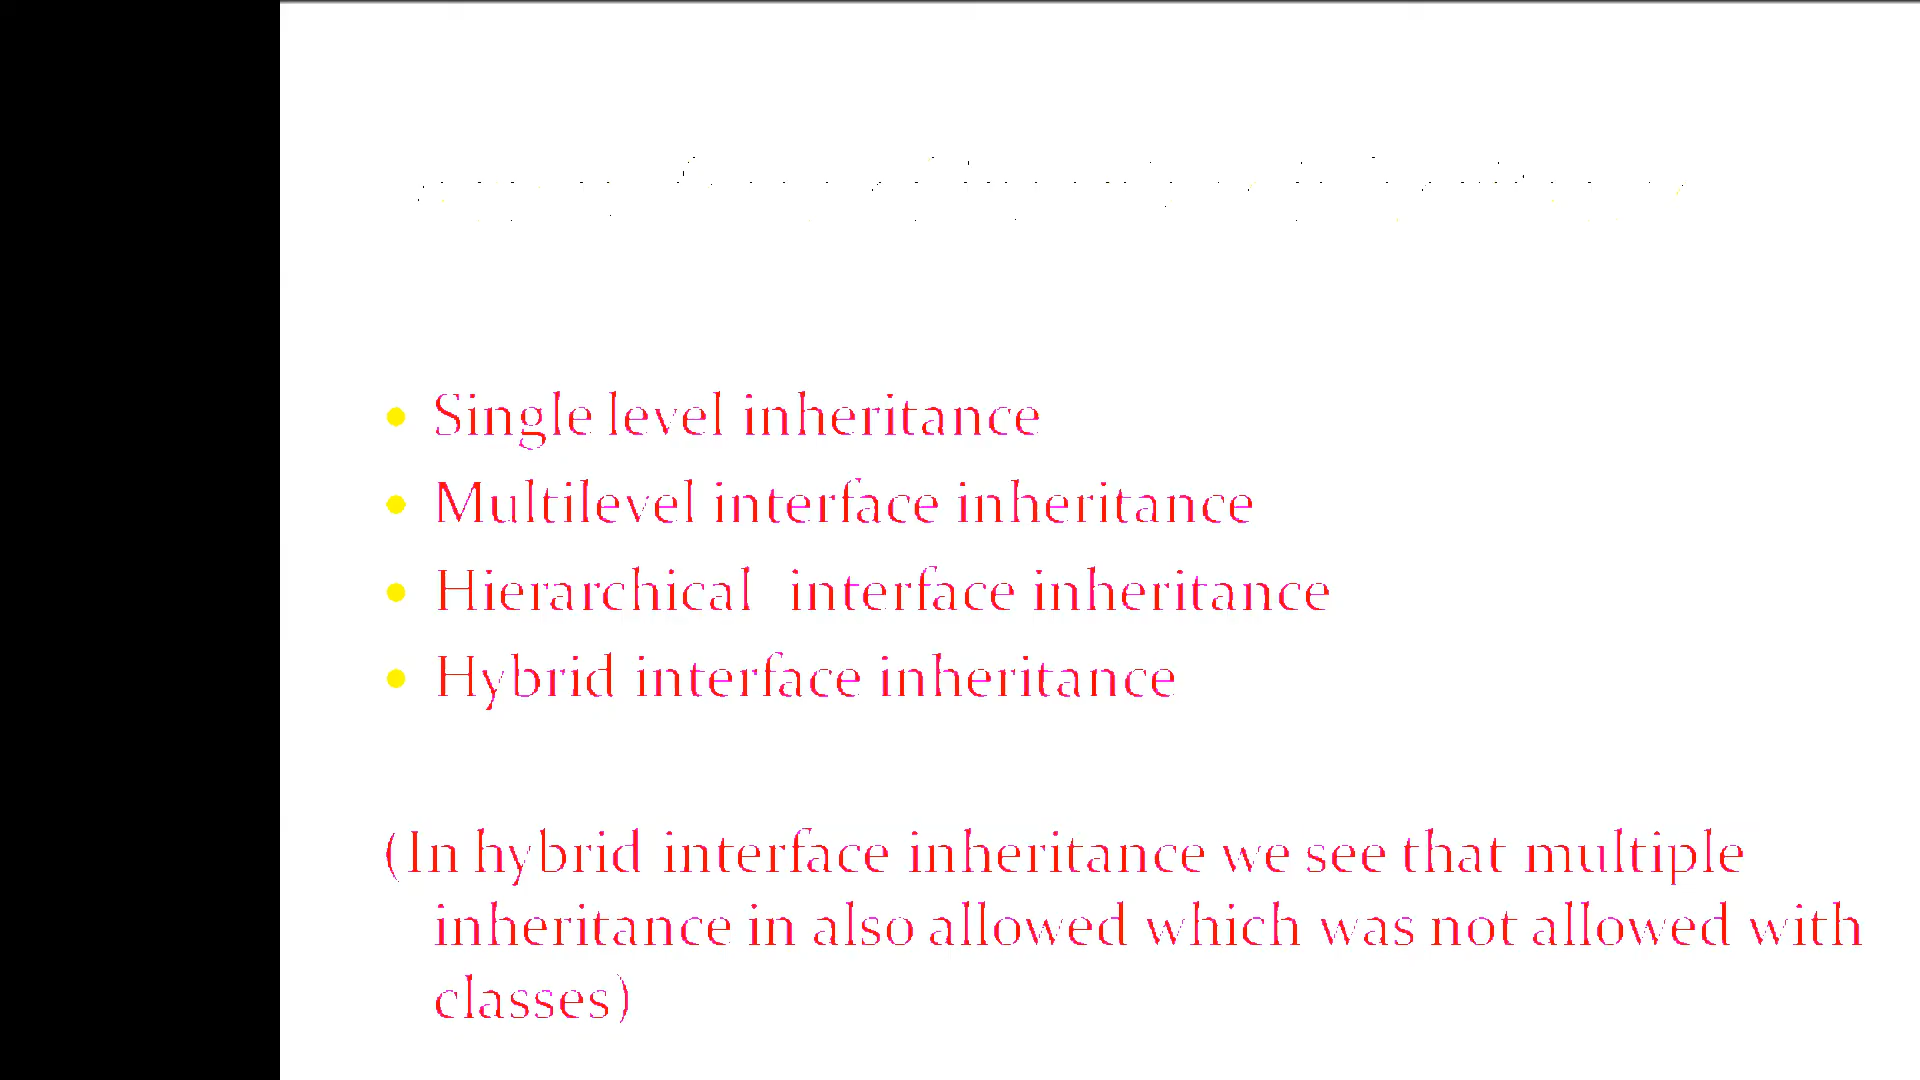 • Single level inheritance
• Multilevel interface inheritance
• Hierarchical interface inheritance
• Hybrid interface inheritance
(In hybrid interface inheritance we see that multiple
inheritance in also allowed which was not allowed with
classes)